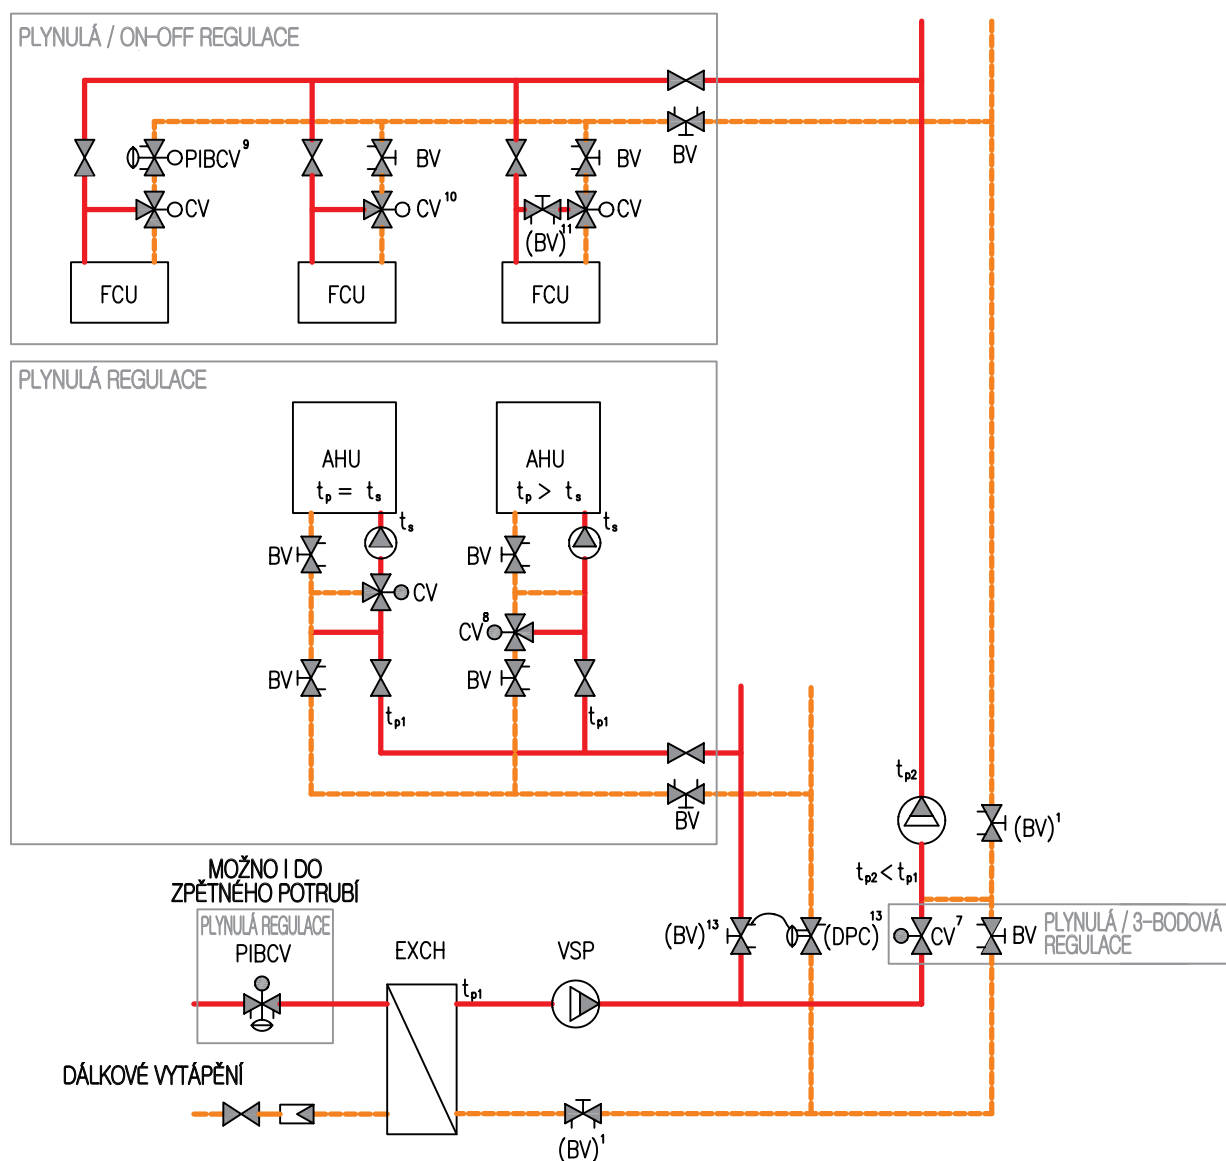 PLYNULÁ / ON-OFF REGULACE
BV
PIBCV⁹
BV
BV
CV
CV¹⁰
CV
(BV)¹¹
FCU
FCU
FCU
PLYNULÁ REGULACE
AHU
tₚ = tₛ
AHU
tₚ > tₛ
tₛ
tₛ
BV
BV
CV
CV⁸
BV
BV
tₚ₁
tₚ₁
BV
tₚ₂
(BV)¹
tₚ₂ < tₚ₁
MOŽNO I DO
ZPĚTNÉHO POTRUBÍ
PLYNULÁ REGULACE
PIBCV
EXCH
VSP
(BV)¹³
(DPC)¹³
CV⁷
BV
PLYNULÁ / 3-BODOVÁ
REGULACE
tₚ₁
DÁLKOVÉ VYTÁPĚNÍ
(BV)¹